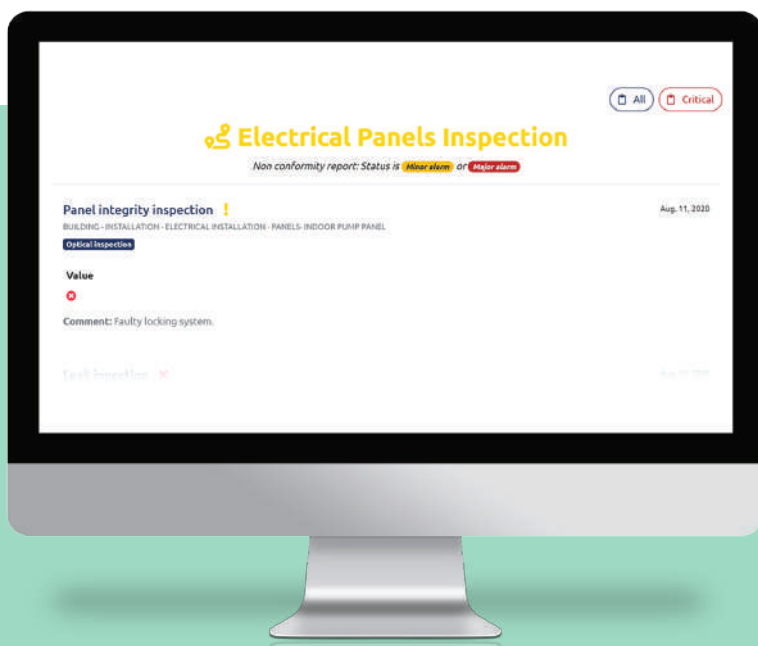 All Critical
Electrical Panels Inspection
Non conformity report: Status is Minor alarm or Major alarm
Panel integrity inspection ! Aug. 11, 2020
BUILDING - INSTALLATION - ELECTRICAL INSTALLATION - PANELS- INDOOR PUMP PANEL
Optical inspection
Value
Comment: Faulty locking system.